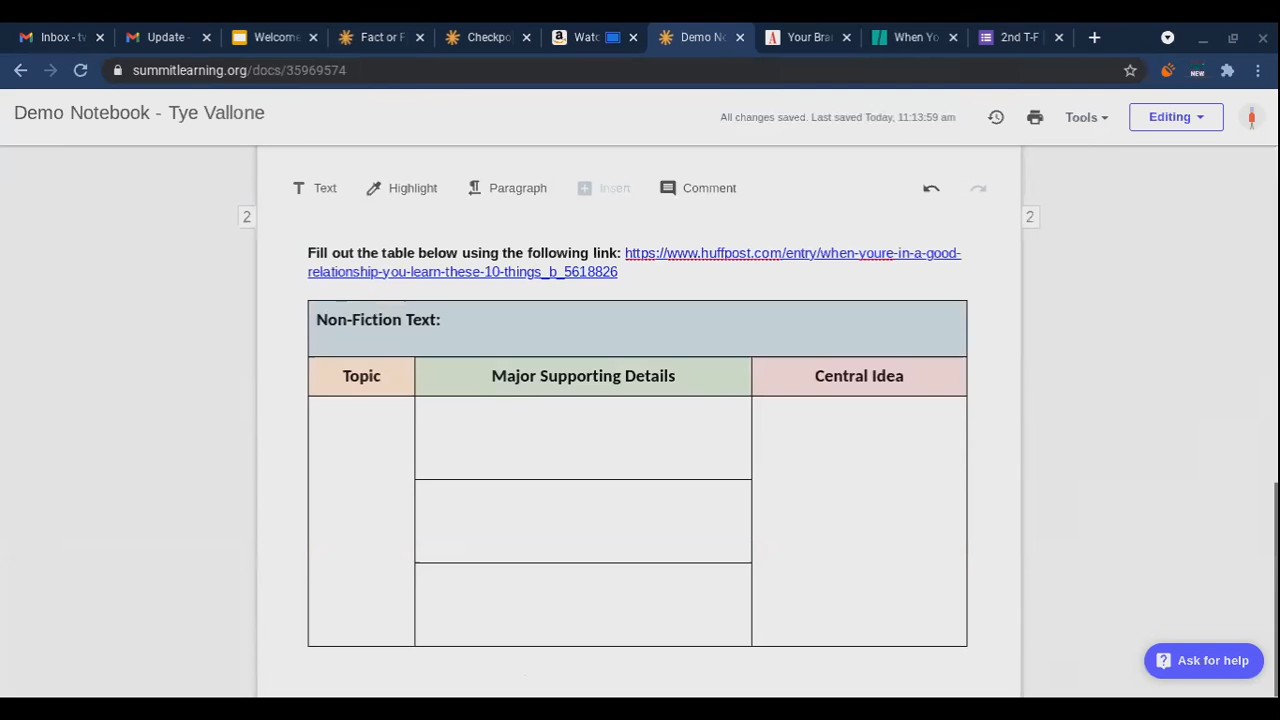 Inbox - tv
Update -
Welcome
Fact or F
Checkpo
Watc
Demo No
Your Bra
When Yo
2nd T-F
summitlearning.org/docs/35969574
NEW
Demo Notebook - Tye Vallone
All changes saved. Last saved Today, 11:13:59 am
Tools
Editing
Text
Highlight
Paragraph
Insert
Comment
2
2
Fill out the table below using the following link: https://www.huffpost.com/entry/when-youre-in-a-good-
relationship-you-learn-these-10-things_b_5618826
Non-Fiction Text:
Topic
Major Supporting Details
Central Idea
Ask for help